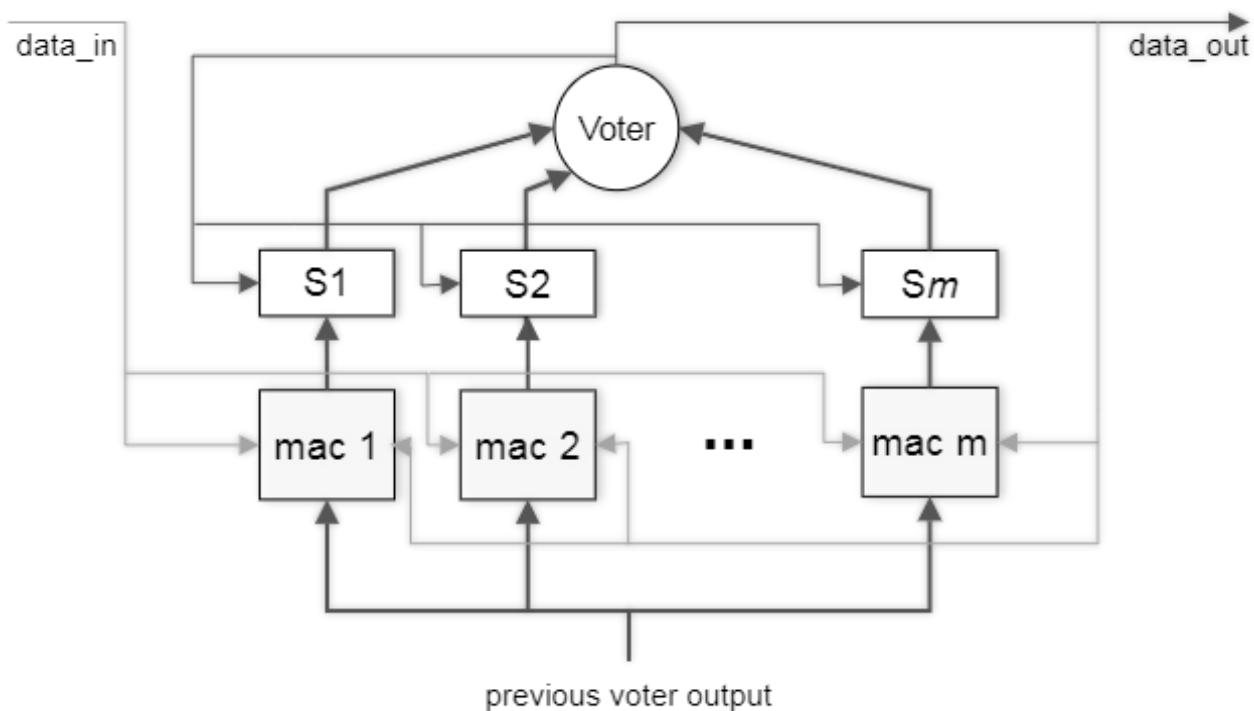 data_in
data_out
Voter
S1
S2
Sm
mac 1
mac 2
...
mac m
previous voter output